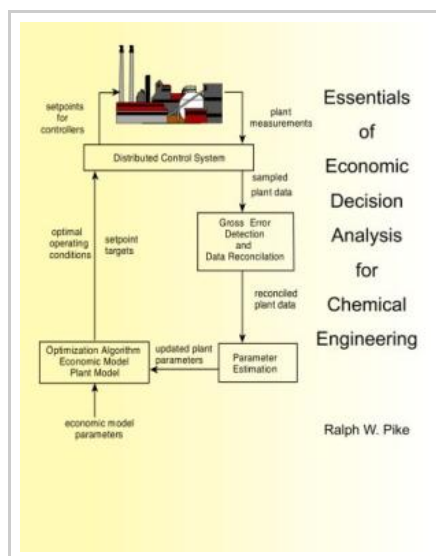 setpoints
for
controllers
plant
measurements
Distributed Control System
sampled
plant data
optimal
operating
conditions
setpoint
targets
Gross Error
Detection
and
Data Reconcilation
reconciled
plant data
Optimization Algorithm
Economic Model
Plant Model
updated plant
parameters
Parameter
Estimation
economic model
parameters
Essentials
of
Economic
Decision
Analysis
for
Chemical
Engineering
Ralph W. Pike